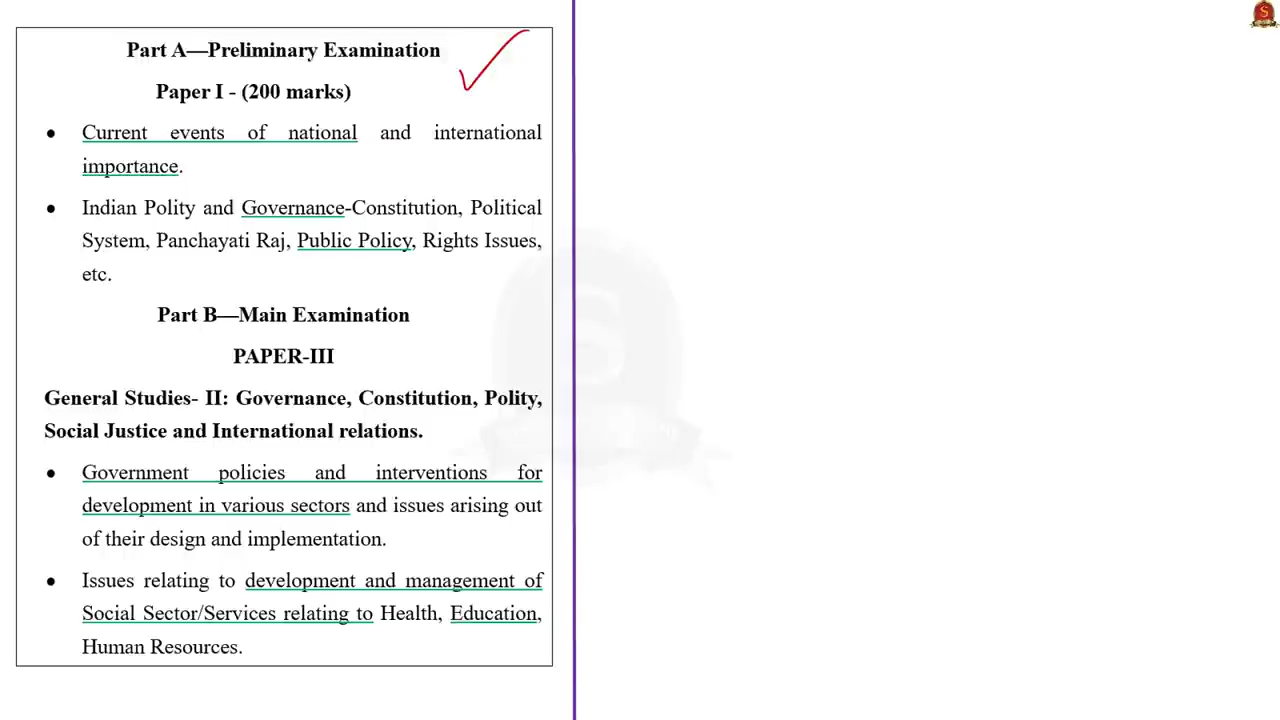 Part A—Preliminary Examination
Paper I - (200 marks)
• Current events of national and international
importance.
• Indian Polity and Governance-Constitution, Political
System, Panchayati Raj, Public Policy, Rights Issues,
etc.
Part B—Main Examination
PAPER-III
General Studies- II: Governance, Constitution, Polity,
Social Justice and International relations.
• Government policies and interventions for
development in various sectors and issues arising out
of their design and implementation.
• Issues relating to development and management of
Social Sector/Services relating to Health, Education,
Human Resources.
S